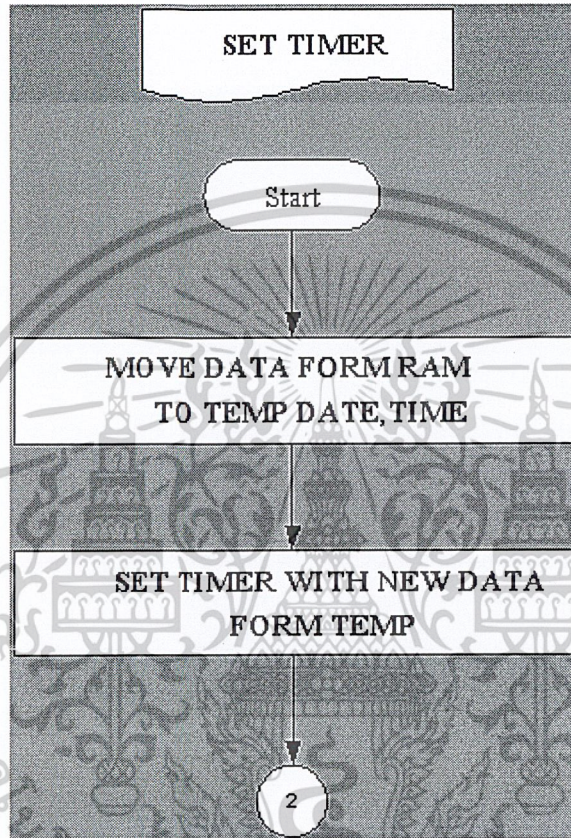 SET TIMER
Start
MOVE DATA FORM RAM
TO TEMP DATE, TIME
SET TIMER WITH NEW DATA
FORM TEMP
2